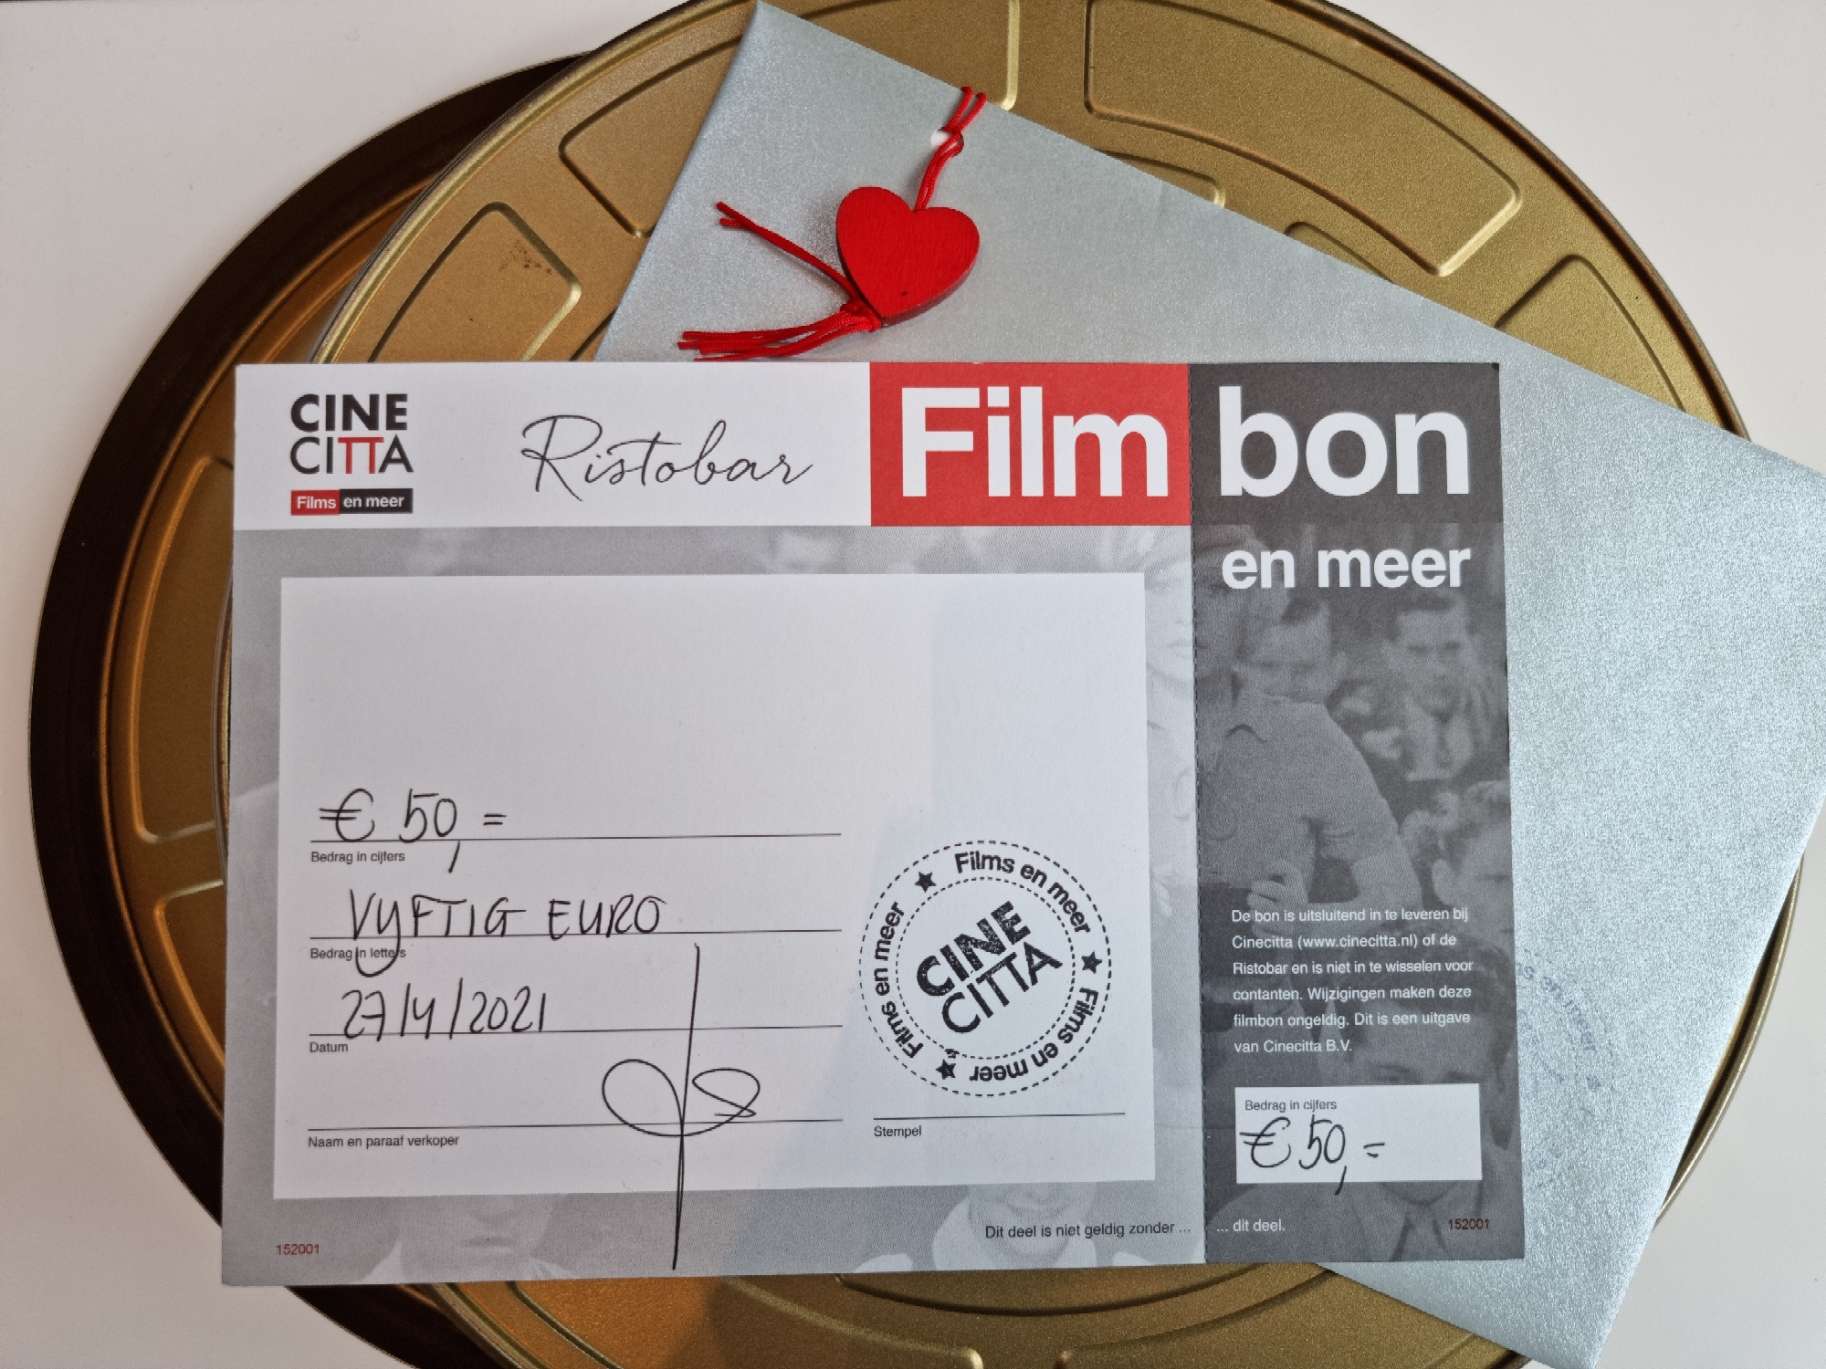 CINE
CITTA
Films en meer
Ristobar
Film bon
en meer
€ 50,=
Bedrag in cijfers
VYFTIG EURO
Bedrag in letters
27/4/2021
Datum
Naam en paraaf verkoper
Films en meer ★ Films en meer ★ Films en meer ★
CINE
CITTA
Stempel
De bon is uitsluitend in te leveren bij
Cinecitta (www.cinecitta.nl) of de
Ristobar en is niet in te wisselen voor
contanten. Wijzigingen maken deze
filmbon ongeldig. Dit is een uitgave
van Cinecitta B.V.
Bedrag in cijfers
€ 50,=
Dit deel is niet geldig zonder ...
... dit deel.
152001
152001